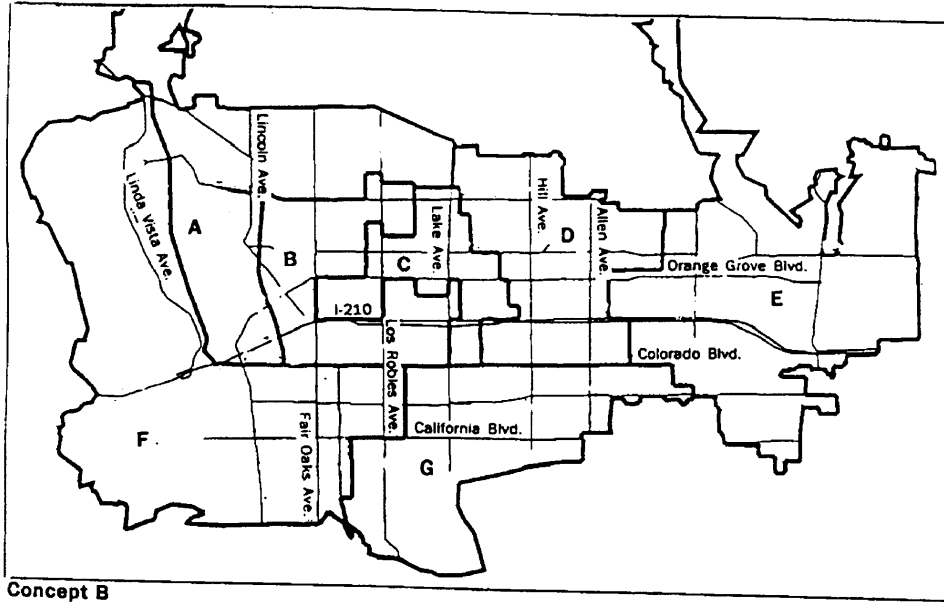 Lincoln Ave.
Linda Vista Ave.
A
B
Lake Ave.
C
Hill Ave.
D
Allen Ave.
Orange Grove Blvd.
E
I-210
Los Robles Ave.
Colorado Blvd.
F
Fair Oaks Ave.
California Blvd.
G
Concept B